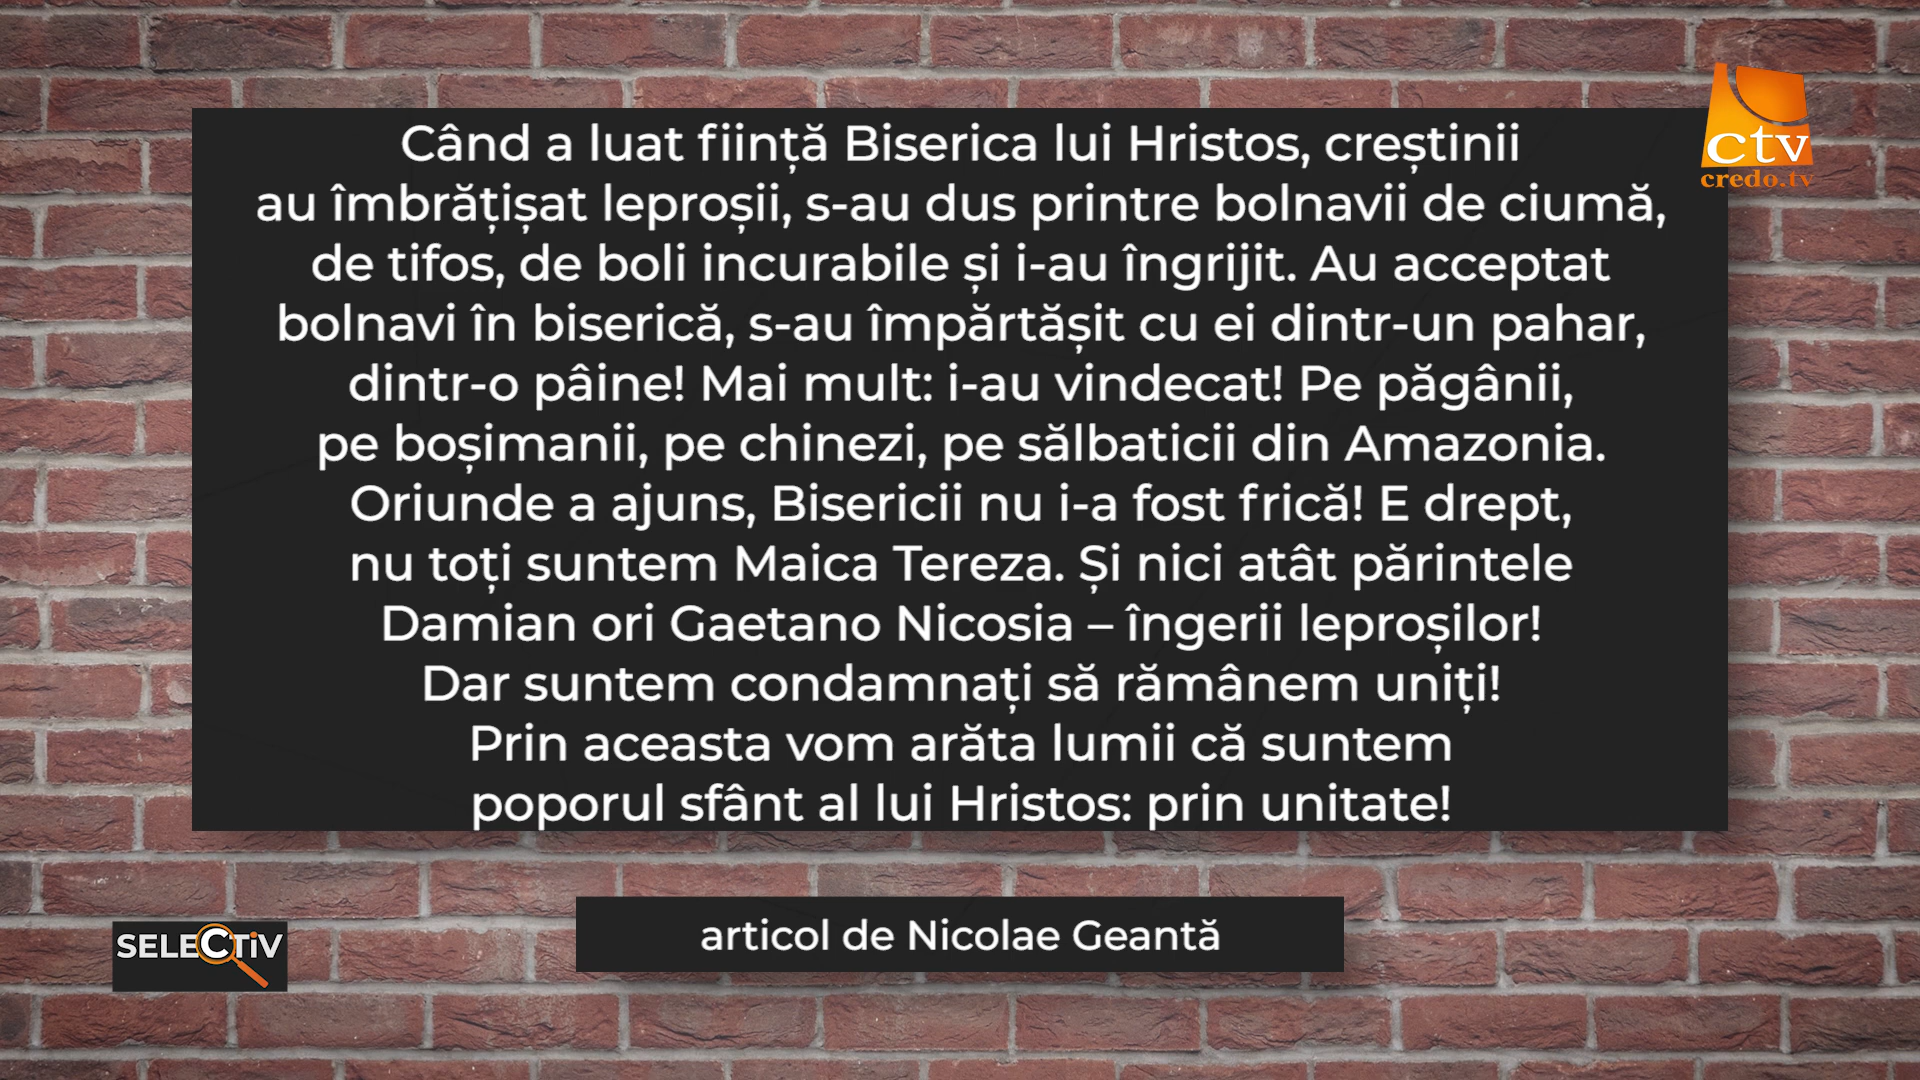 ctv
credo.tv
Când a luat ființă Biserica lui Hristos, creștinii
au îmbrățișat leproșii, s-au dus printre bolnavii de ciumă,
de tifos, de boli incurabile și i-au îngrijit. Au acceptat
bolnavi în biserică, s-au împărtășit cu ei dintr-un pahar,
dintr-o pâine! Mai mult: i-au vindecat! Pe păgânii,
pe boșimanii, pe chinezi, pe sălbaticii din Amazonia.
Oriunde a ajuns, Bisericii nu i-a fost frică! E drept,
nu toți suntem Maica Tereza. Și nici atât părintele
Damian ori Gaetano Nicosia – îngerii leproșilor!
Dar suntem condamnați să rămânem uniți!
Prin aceasta vom arăta lumii că suntem
poporul sfânt al lui Hristos: prin unitate!
articol de Nicolae Geantă
SELECTiV